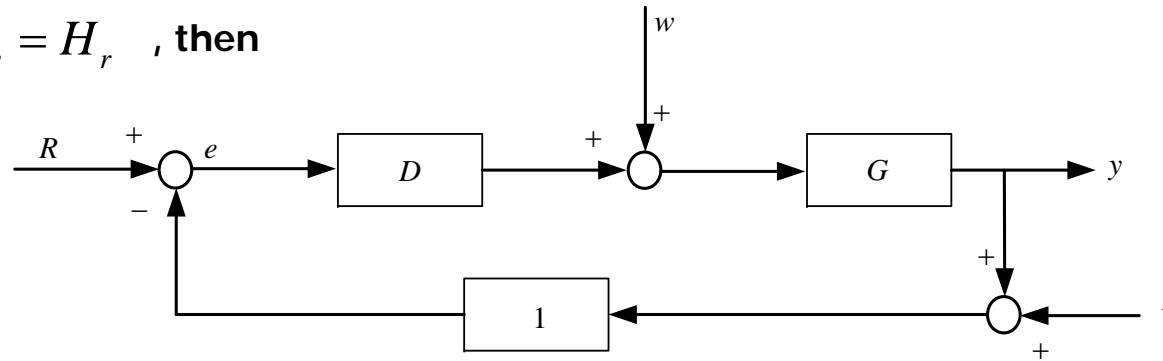 = H_r , then
w
+
R + e D + G y
−
+
1
+